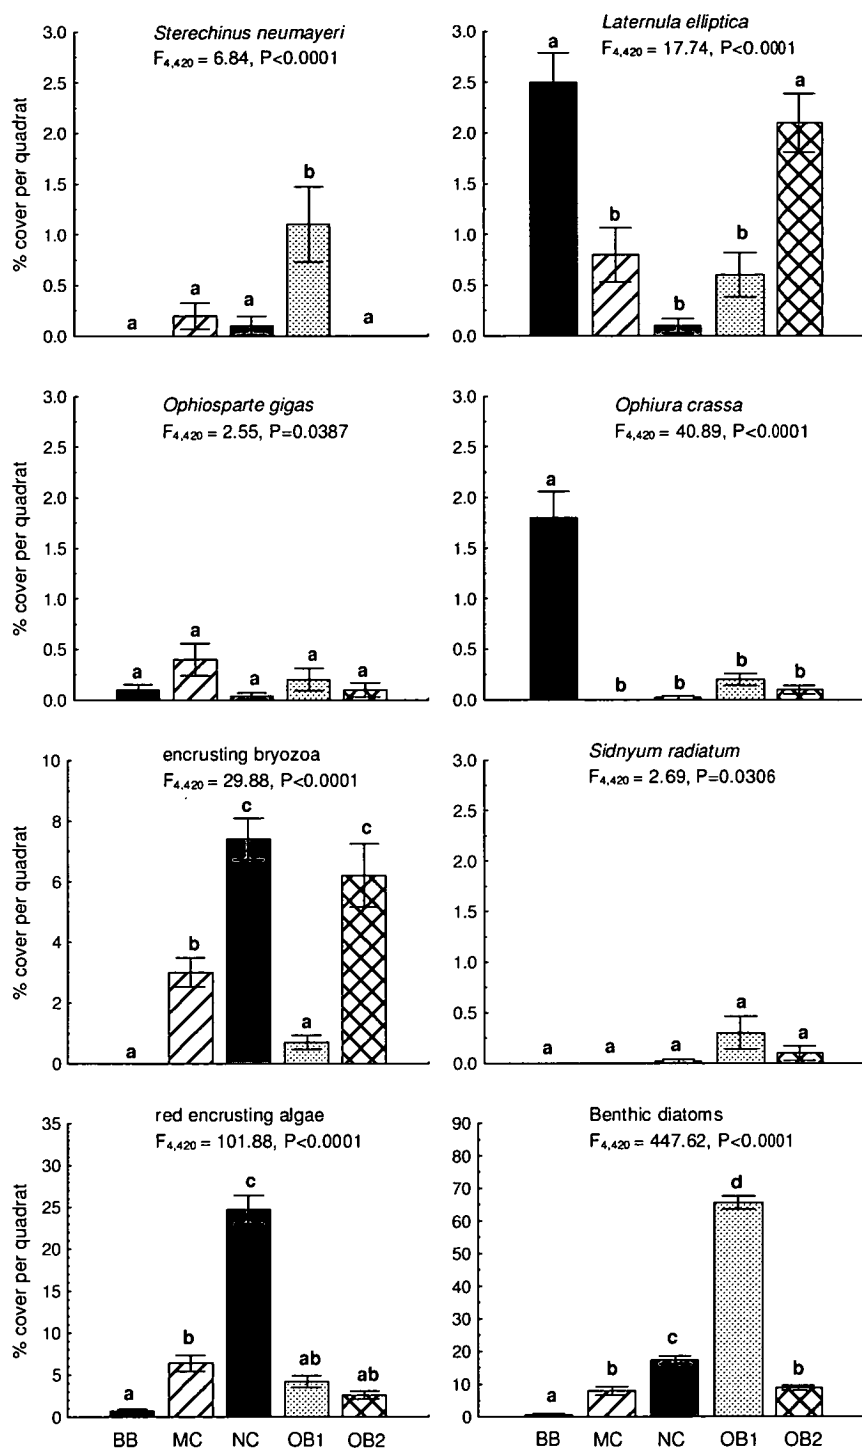 Sterechinus neumayeri
F4,420 = 6.84, P<0.0001
% cover per quadrat
3.0
2.5
2.0
1.5
1.0
0.5
0.0
a
a
a
b
a
Laternula elliptica
F4,420 = 17.74, P<0.0001
3.0
2.5
2.0
1.5
1.0
0.5
0.0
a
b
b
b
a
Ophiosparte gigas
F4,420 = 2.55, P=0.0387
% cover per quadrat
3.0
2.5
2.0
1.5
1.0
0.5
0.0
a
a
a
a
a
Ophiura crassa
F4,420 = 40.89, P<0.0001
3.0
2.5
2.0
1.5
1.0
0.5
0.0
a
b
b
b
b
encrusting bryozoa
F4,420 = 29.88, P<0.0001
% cover per quadrat
10
8
6
4
2
0
a
b
c
a
c
Sidnyum radiatum
F4,420 = 2.69, P=0.0306
3.0
2.5
2.0
1.5
1.0
0.5
0.0
a
a
a
a
a
red encrusting algae
F4,420 = 101.88, P<0.0001
% cover per quadrat
35
30
25
20
15
10
5
0
a
b
c
ab
ab
BB MC NC OB1 OB2
Benthic diatoms
F4,420 = 447.62, P<0.0001
90
80
70
60
50
40
30
20
10
0
a
b
c
d
b
BB MC NC OB1 OB2